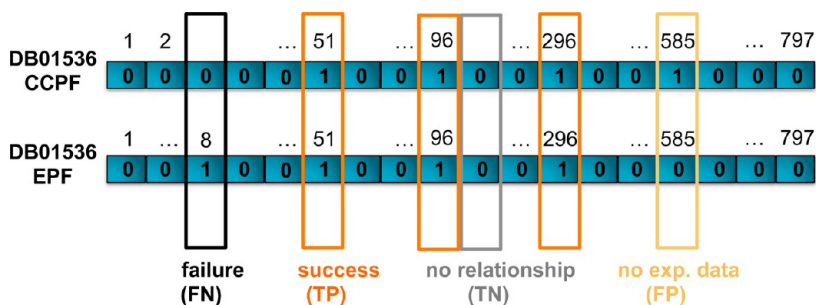 1 2 ... 51 ... 96 ... 296 ... 585 ... 797
DB01536
CCPF
0 0 0 0 0 1 0 0 1 0 0 1 0 0 1 0 0 0
1 ... 8 ... 51 ... 96 ... 296 ... 585 ... 797
DB01536
EPF
0 0 1 0 0 1 0 0 1 0 0 1 0 0 0 0 0 0
failure success no relationship no exp. data
(FN) (TP) (TN) (FP)